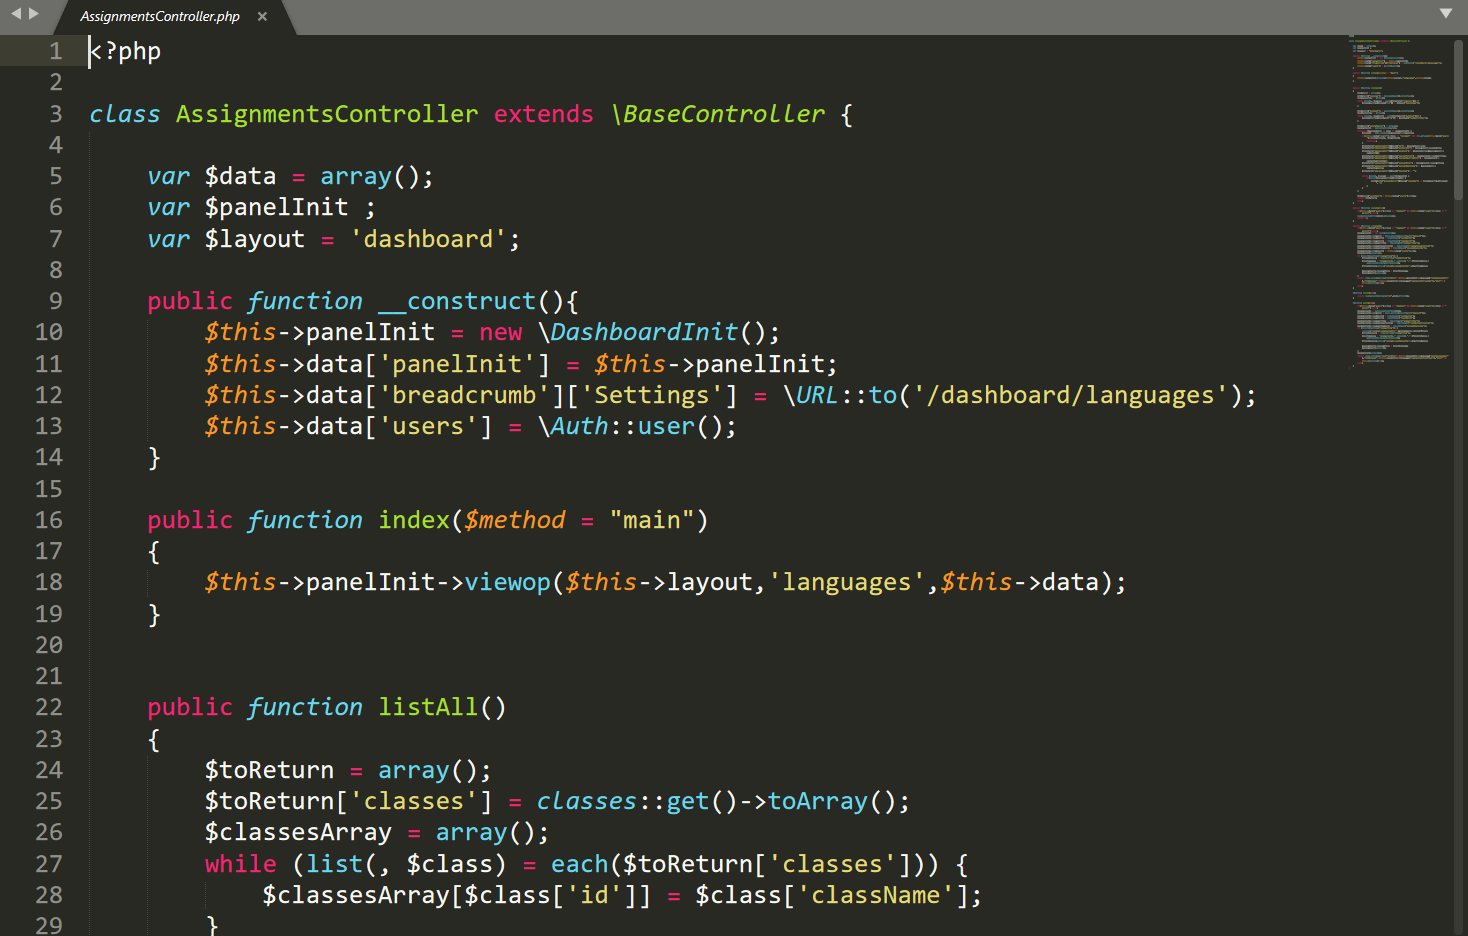 AssignmentsController.php ×
1 <?php
2
3 class AssignmentsController extends \BaseController {
4
5     var $data = array();
6     var $panelInit ;
7     var $layout = 'dashboard';
8
9     public function __construct(){
10         $this->panelInit = new \DashboardInit();
11         $this->data['panelInit'] = $this->panelInit;
12         $this->data['breadcrumb']['Settings'] = \URL::to('/dashboard/languages');
13         $this->data['users'] = \Auth::user();
14     }
15
16     public function index($method = "main")
17     {
18         $this->panelInit->viewop($this->layout,'languages',$this->data);
19     }
20
21
22     public function listAll()
23     {
24         $toReturn = array();
25         $toReturn['classes'] = classes::get()->toArray();
26         $classesArray = array();
27         while (list(, $class) = each($toReturn['classes'])) {
28             $classesArray[$class['id']] = $class['className'];
29         }